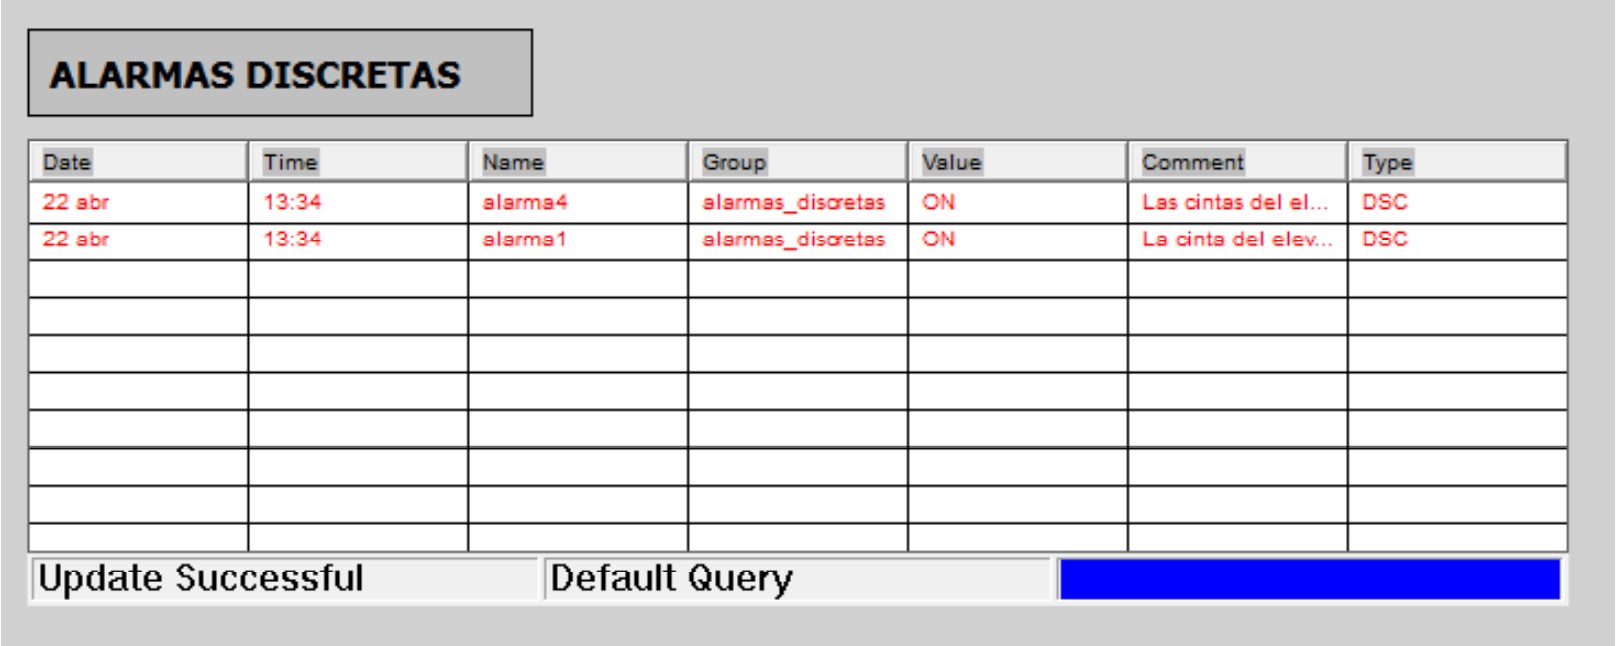 ALARMAS DISCRETAS
Date Time Name Group Value Comment Type
22 abr 13:34 alarma4 alarmas_discretas ON Las cintas del el... DSC
22 abr 13:34 alarma1 alarmas_discretas ON La cinta del elev... DSC
Update Successful Default Query